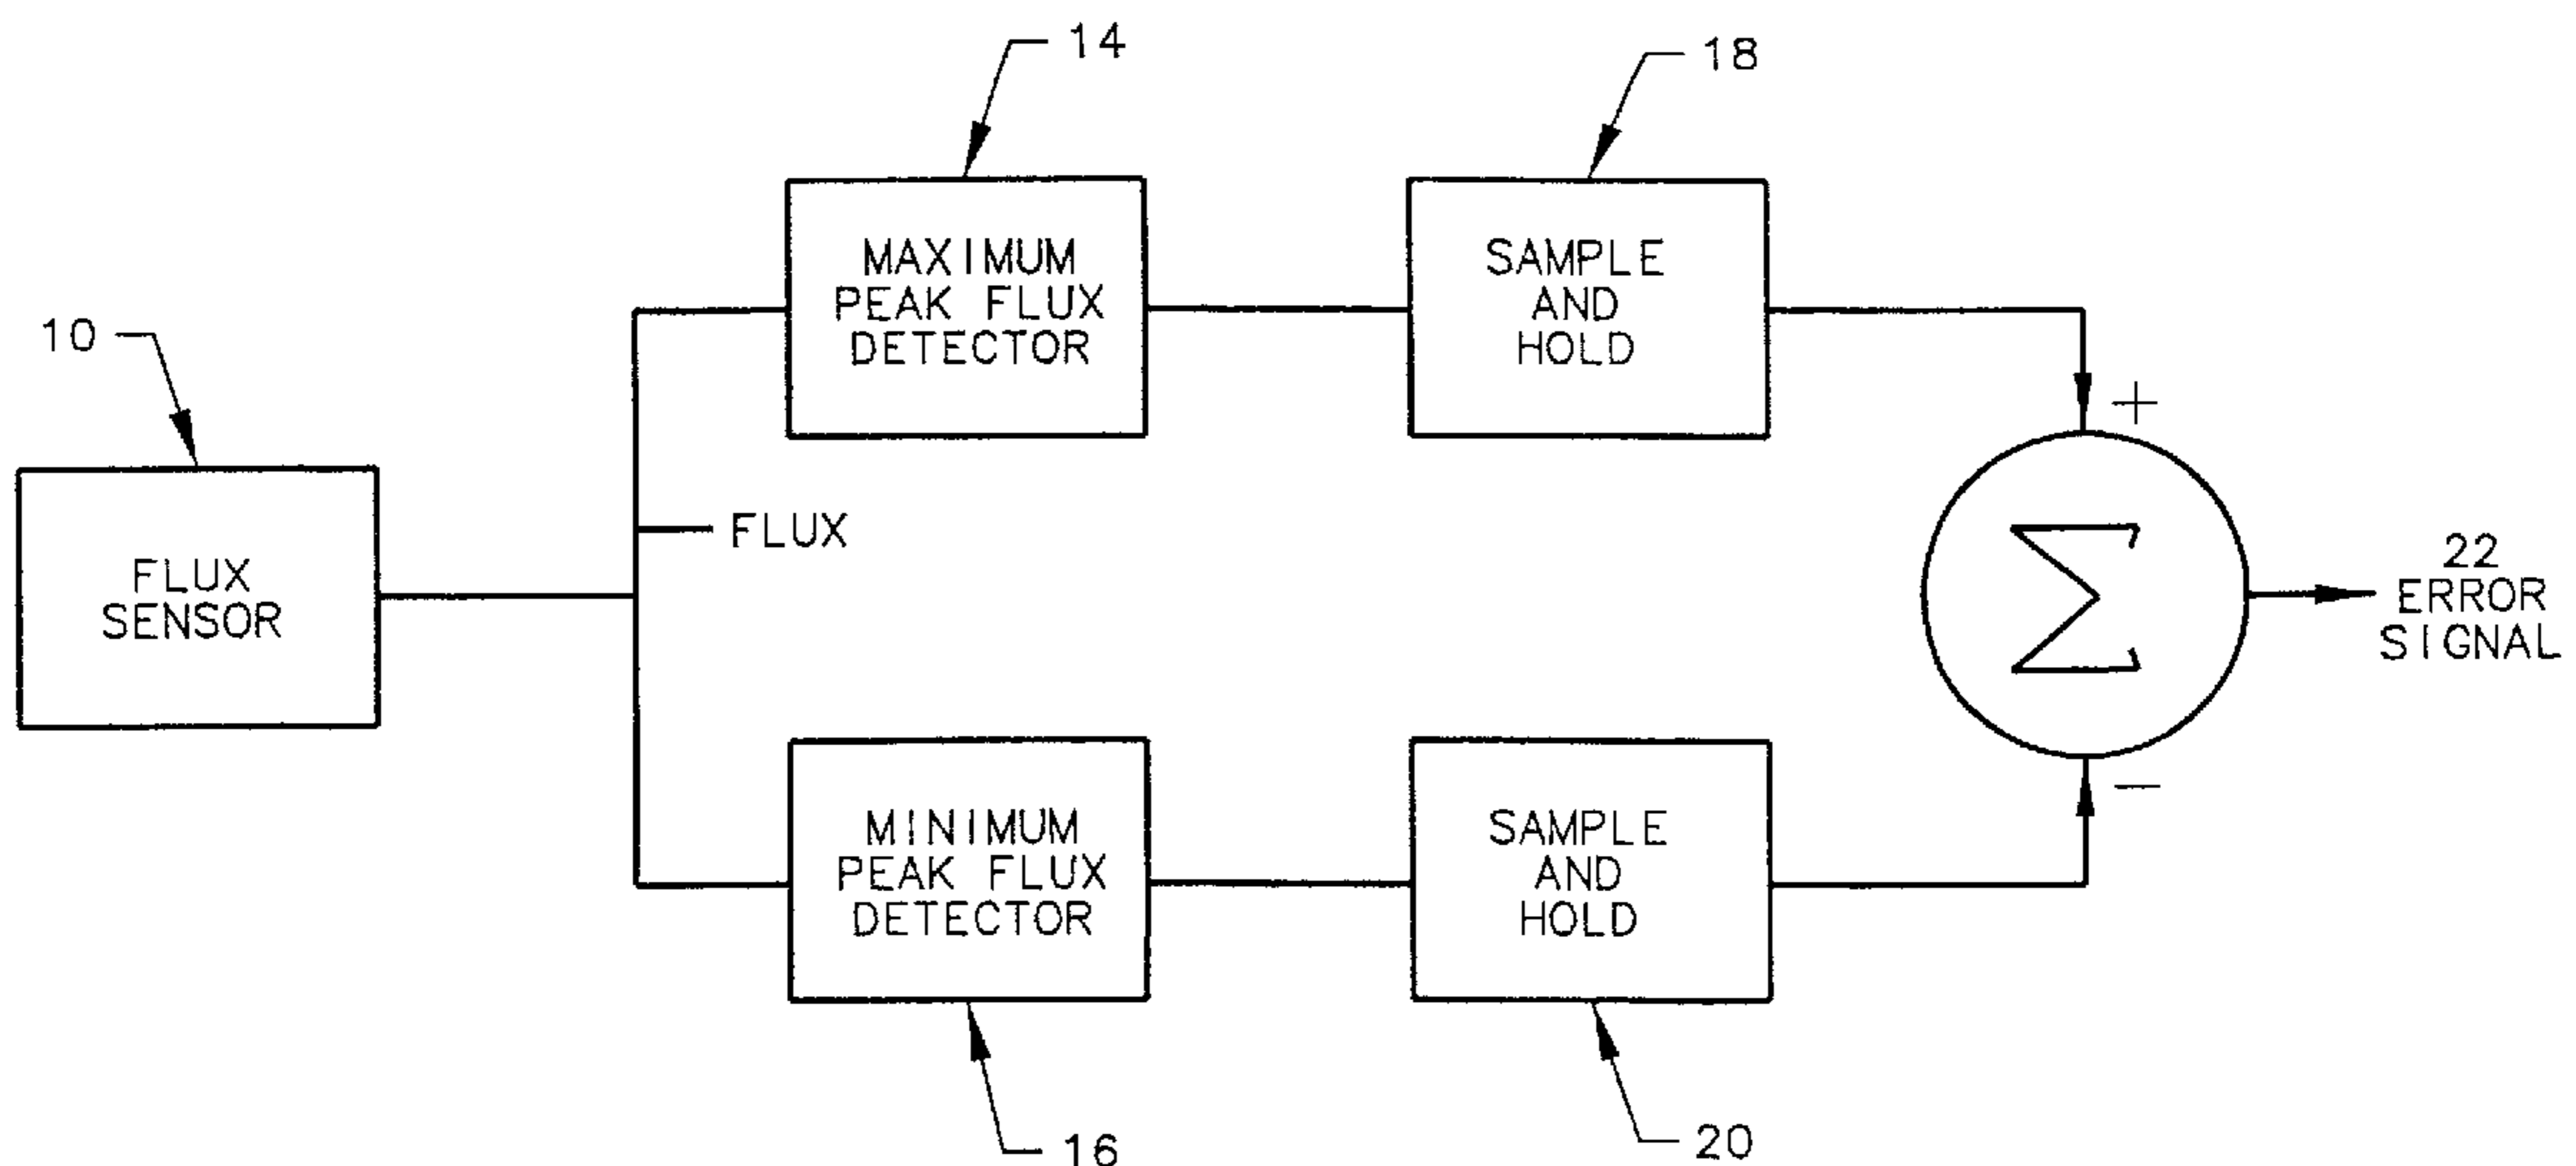 14
18
MAXIMUM
PEAK FLUX
DETECTOR
SAMPLE
AND
HOLD
10
+
FLUX
FLUX
SENSOR
Σ
22
ERROR
SIGNAL
−
MINIMUM
PEAK FLUX
DETECTOR
SAMPLE
AND
HOLD
16
20